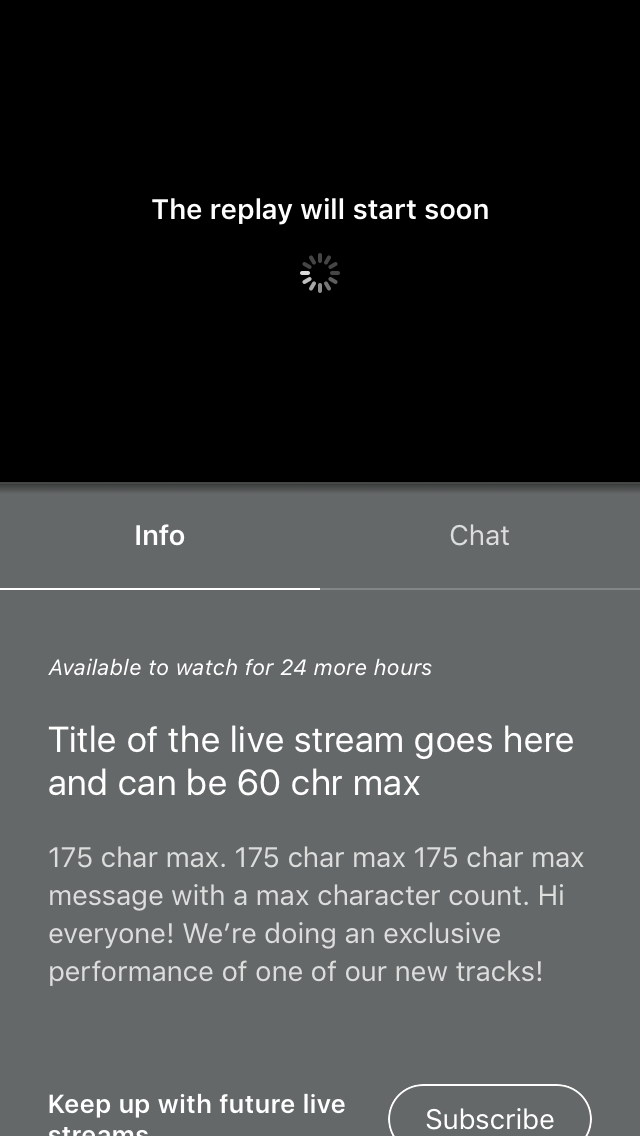 The replay will start soon
Info
Chat
Available to watch for 24 more hours
Title of the live stream goes here
and can be 60 chr max
175 char max. 175 char max 175 char max
message with a max character count. Hi
everyone! We’re doing an exclusive
performance of one of our new tracks!
Keep up with future live
streams
Subscribe